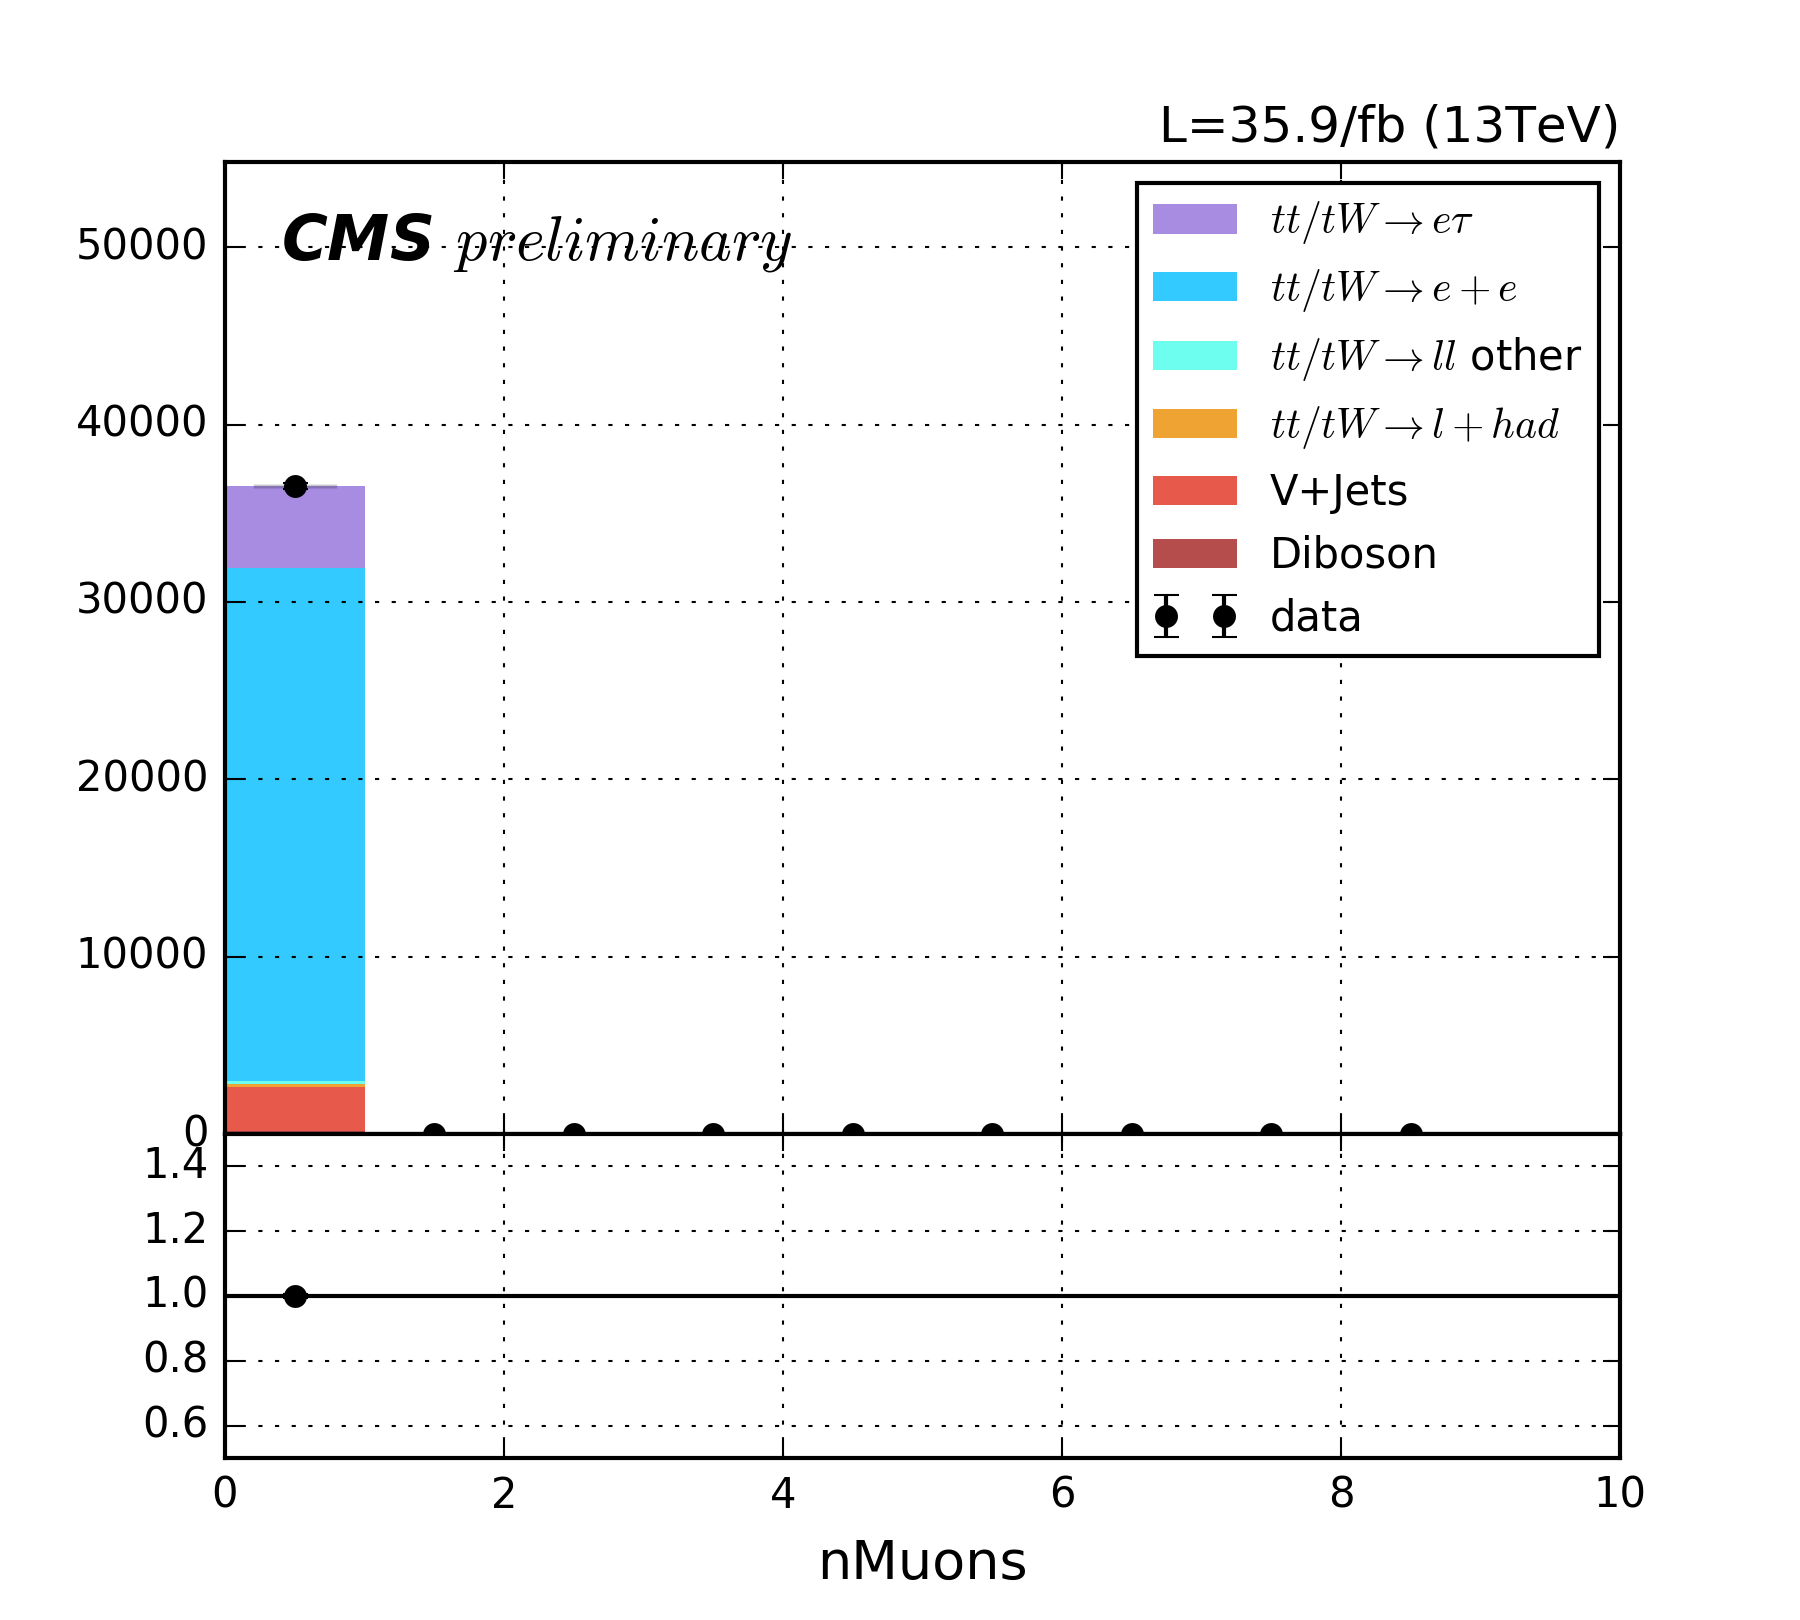 L=35.9/fb (13TeV)
CMS preliminary
tt/tW→eτ
tt/tW→e+e
tt/tW→ll other
tt/tW→l+had
V+Jets
Diboson
data
50000
40000
30000
20000
10000
0
1.4
1.2
1.0
0.8
0.6
0 2 4 6 8 10
nMuons